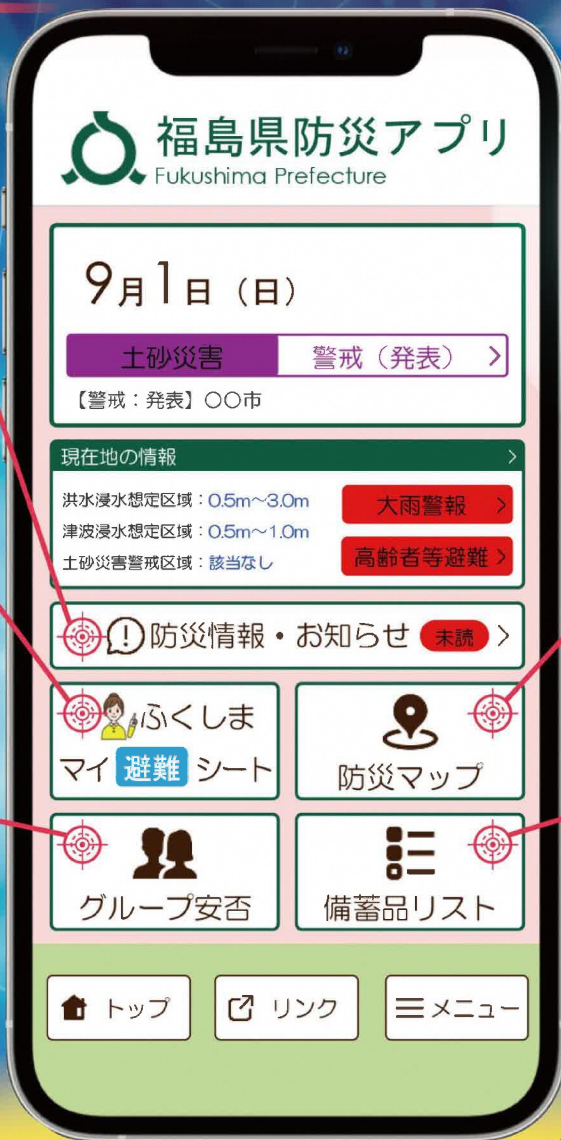 福島県防災アプリ
Fukushima Prefecture
9月1日（日）
土砂災害 警戒（発表）
【警戒：発表】〇〇市
現在地の情報
洪水浸水想定区域：0.5m～3.0m
大雨警報
津波浸水想定区域：0.5m～1.0m
土砂災害警戒区域：該当なし
高齢者等避難
防災情報・お知らせ 未読
ふくしま
マイ 避難 シート
防災マップ
グループ安否
備蓄品リスト
トップ
リンク
メニュー